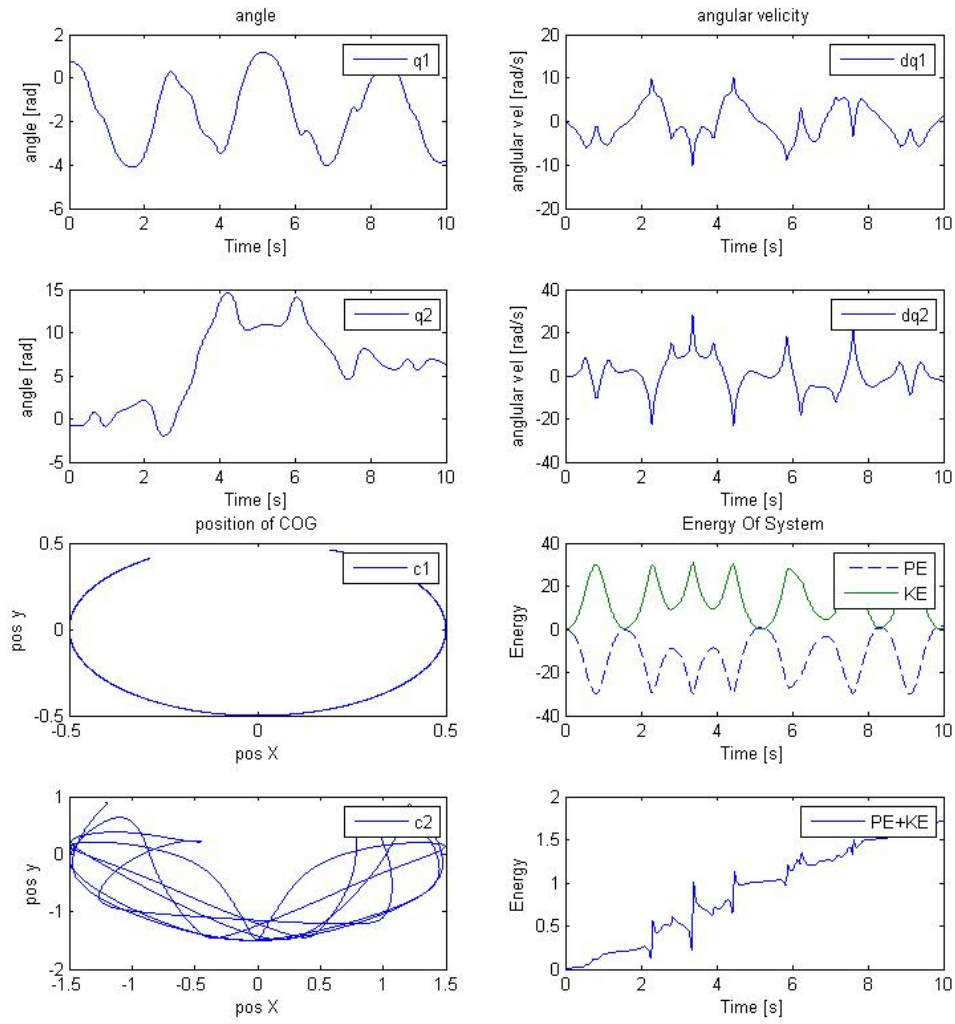 angle
2
0
-2
-4
-6
angle [rad]
q1
0 2 4 6 8 10
Time [s]
angular velicity
20
10
0
-10
-20
anglular vel [rad/s]
dq1
0 2 4 6 8 10
Time [s]
15
10
5
0
-5
angle [rad]
q2
0 2 4 6 8 10
Time [s]
40
20
0
-20
-40
anglular vel [rad/s]
dq2
0 2 4 6 8 10
Time [s]
position of COG
0.5
0
-0.5
pos y
c1
-0.5 0 0.5
pos X
Energy Of System
40
20
0
-20
-40
Energy
PE
KE
0 2 4 6 8 10
Time [s]
1
0
-1
-2
pos y
c2
-1.5 -1 -0.5 0 0.5 1 1.5
pos X
2
1.5
1
0.5
0
Energy
PE+KE
0 2 4 6 8 10
Time [s]